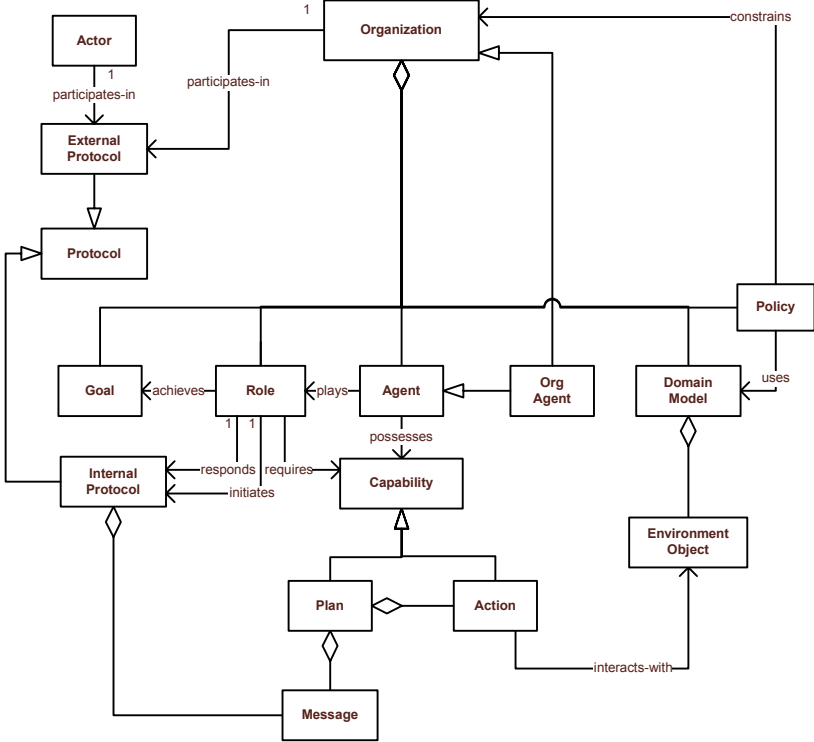 1
Organization
constrains
Actor
1
participates-in
participates-in
External
Protocol
Protocol
Policy
Goal
achieves
Role
plays
Agent
Org
Agent
Domain
Model
uses
1
1
possesses
Internal
Protocol
responds
requires
initiates
Capability
Environment
Object
Plan
Action
interacts-with
Message